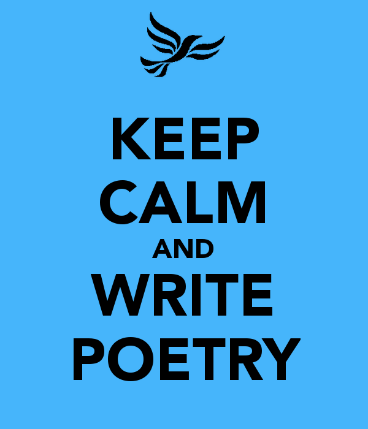 KEEP
CALM
AND
WRITE
POETRY